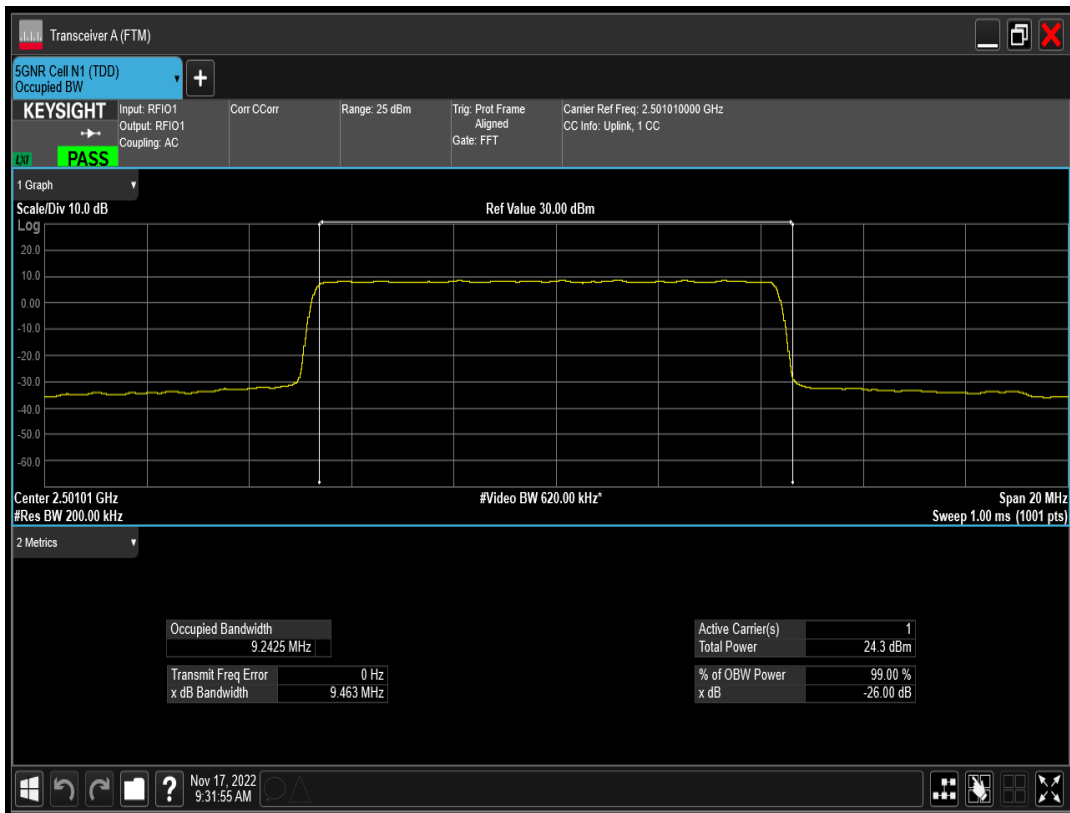 Transceiver A (FTM)
5GNR Cell N1 (TDD)
Occupied BW
KEYSIGHT
LXI
PASS
Input: RFIO1
Output: RFIO1
Coupling: AC
Corr CCorr
Range: 25 dBm
Trig: Prot Frame
Aligned
Gate: FFT
Carrier Ref Freq: 2.501010000 GHz
CC Info: Uplink, 1 CC
1 Graph
Scale/Div 10.0 dB
Ref Value 30.00 dBm
Log
20.0
10.0
0.00
-10.0
-20.0
-30.0
-40.0
-50.0
-60.0
Center 2.50101 GHz
#Video BW 620.00 kHz*
Span 20 MHz
#Res BW 200.00 kHz
Sweep 1.00 ms (1001 pts)
2 Metrics
Occupied Bandwidth
9.2425 MHz
Transmit Freq Error 0 Hz
x dB Bandwidth 9.463 MHz
Active Carrier(s) 1
Total Power 24.3 dBm
% of OBW Power 99.00 %
x dB -26.00 dB
?
Nov 17, 2022
9:31:55 AM